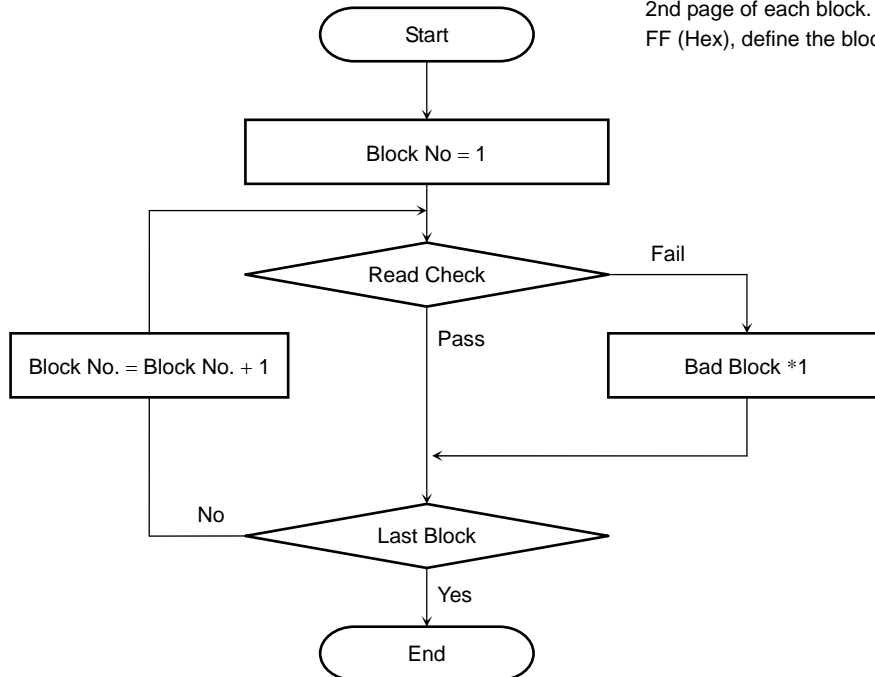 2nd page of each block.
FF (Hex), define the bloc
Start
Block No = 1
Read Check
Fail
Pass
Block No. = Block No. + 1
Bad Block *1
No
Last Block
Yes
End